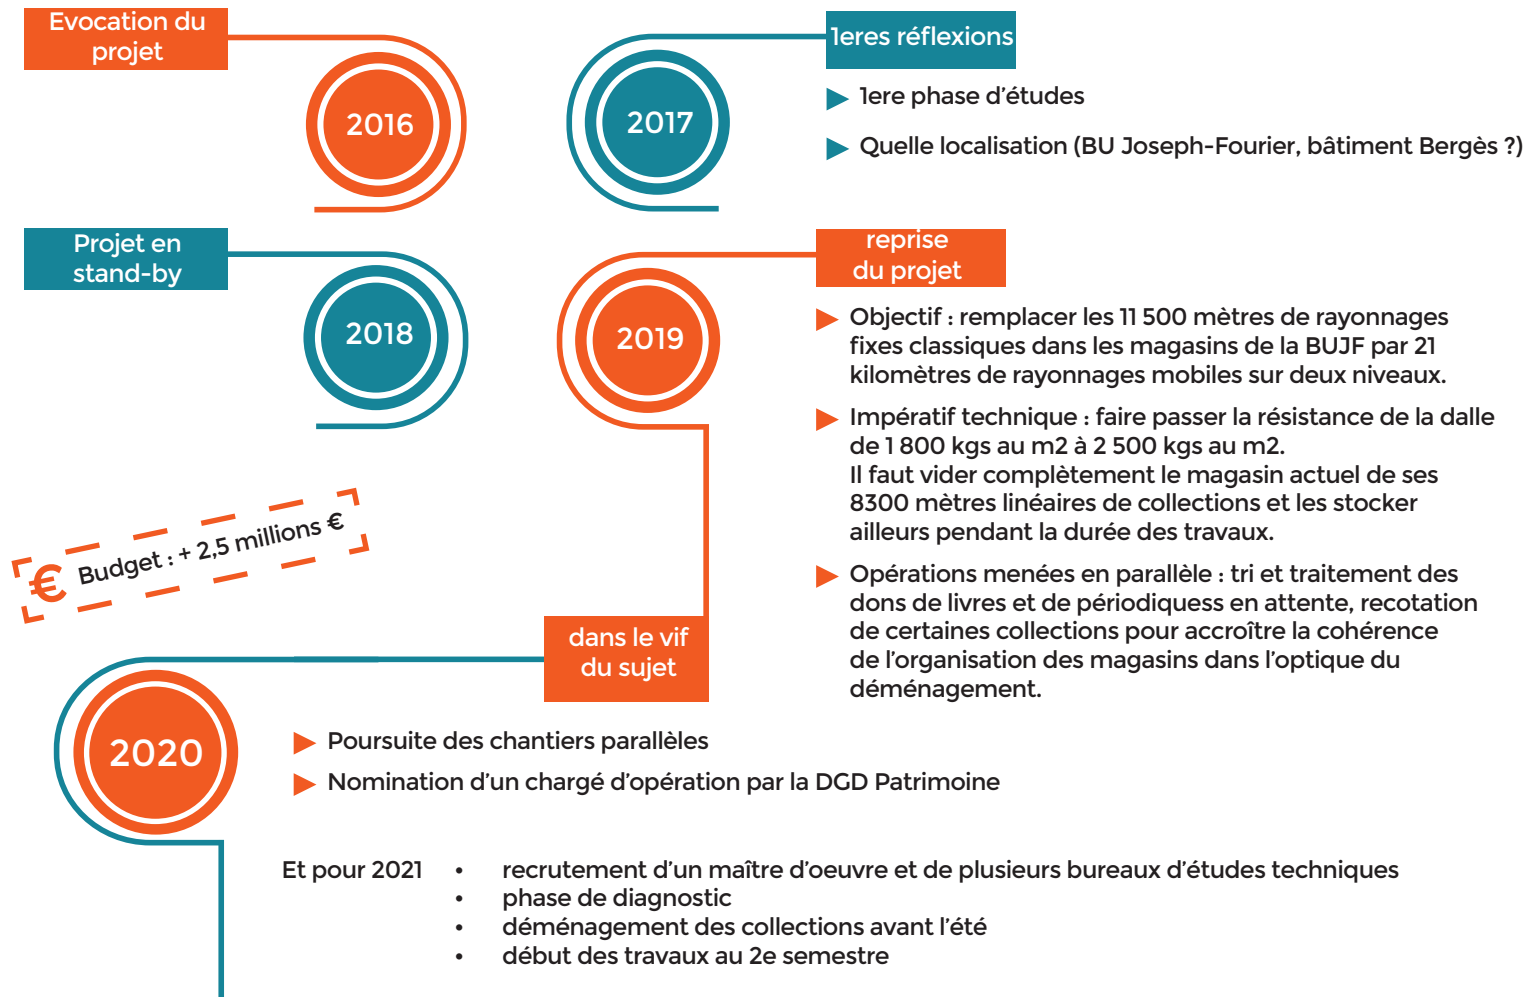 Evocation du
projet
2016
2017
1eres réflexions
1ere phase d'études
Quelle localisation (BU Joseph-Fourier, bâtiment Bergès ?)
Projet en
stand-by
2018
2019
reprise
du projet
Objectif : remplacer les 11 500 mètres de rayonnages
fixes classiques dans les magasins de la BUJF par 21
kilomètres de rayonnages mobiles sur deux niveaux.
Impératif technique : faire passer la résistance de la dalle
de 1 800 kgs au m2 à 2 500 kgs au m2.
Il faut vider complètement le magasin actuel de ses
8300 mètres linéaires de collections et les stocker
ailleurs pendant la durée des travaux.
Opérations menées en parallèle : tri et traitement des
dons de livres et de périodiquess en attente, recotation
de certaines collections pour accroître la cohérence
de l'organisation des magasins dans l'optique du
déménagement.
€ Budget : + 2,5 millions €
dans le vif
du sujet
2020
Poursuite des chantiers parallèles
Nomination d'un chargé d'opération par la DGD Patrimoine
Et pour 2021 • recrutement d'un maître d'oeuvre et de plusieurs bureaux d'études techniques
• phase de diagnostic
• déménagement des collections avant l'été
• début des travaux au 2e semestre